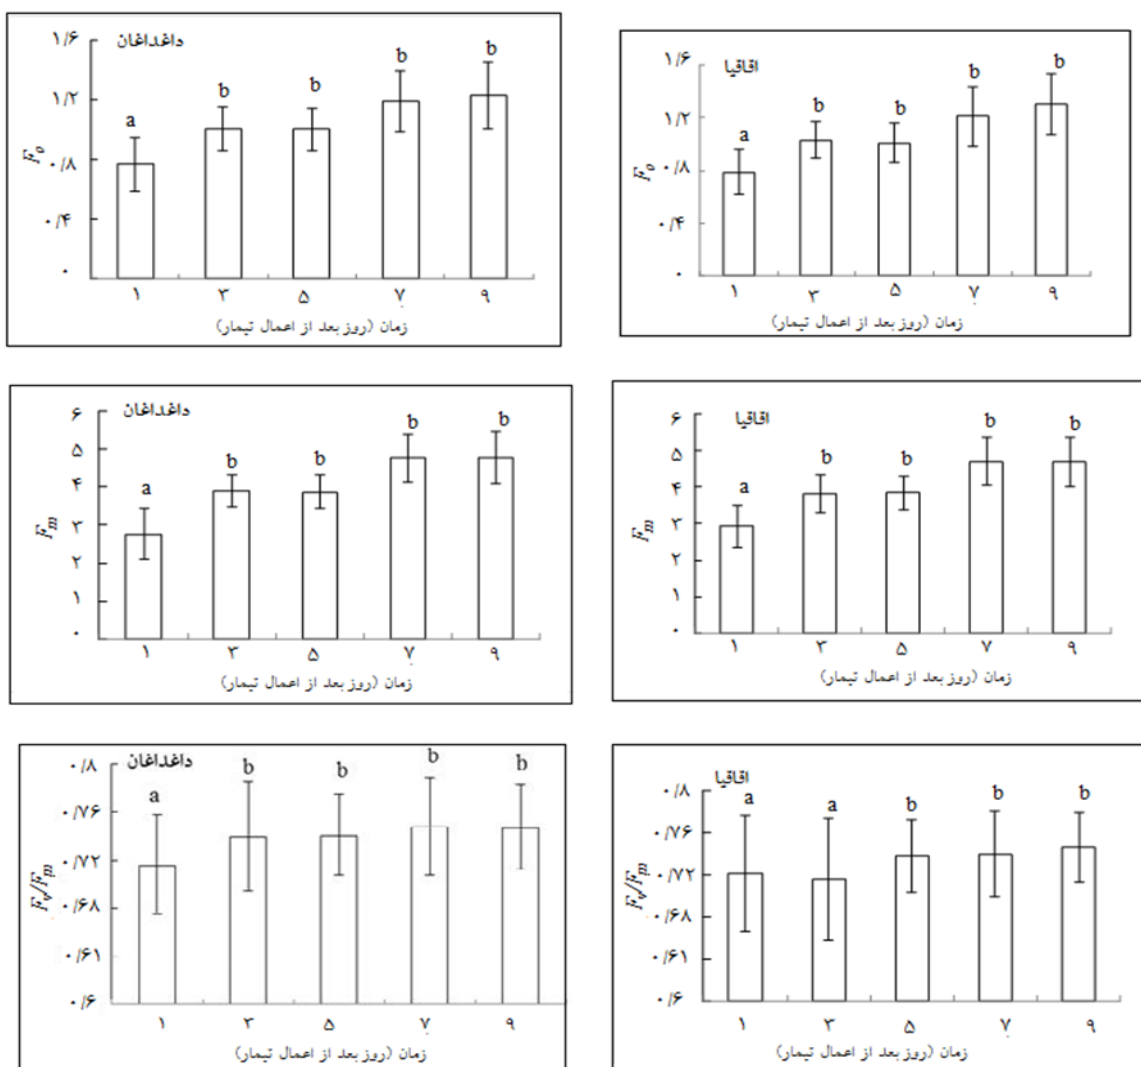 داغداغان
۱/۶
۱/۲
۰/۸
۰/۴
۰
Fo
a
b
b
b
b
۱
۳
۵
۷
۹
زمان (روز بعد از اعمال تیمار)
اقاقیا
۱/۶
۱/۲
۰/۸
۰/۴
۰
Fo
a
b
b
b
b
۱
۳
۵
۷
۹
زمان (روز بعد از اعمال تیمار)
داغداغان
۶
۵
۴
۳
۲
۱
۰
Fm
a
b
b
b
b
۱
۳
۵
۷
۹
زمان (روز بعد از اعمال تیمار)
اقاقیا
۶
۵
۴
۳
۲
۱
۰
Fm
a
b
b
b
b
۱
۳
۵
۷
۹
زمان (روز بعد از اعمال تیمار)
داغداغان
۰/۸
۰/۷۶
۰/۷۲
۰/۶۸
۰/۶۱
۰/۶
Fv/Fm
a
b
b
b
b
۱
۳
۵
۷
۹
زمان (روز بعد از اعمال تیمار)
اقاقیا
۰/۸
۰/۷۶
۰/۷۲
۰/۶۸
۰/۶۱
۰/۶
Fv/Fm
a
a
b
b
b
۱
۳
۵
۷
۹
زمان (روز بعد از اعمال تیمار)